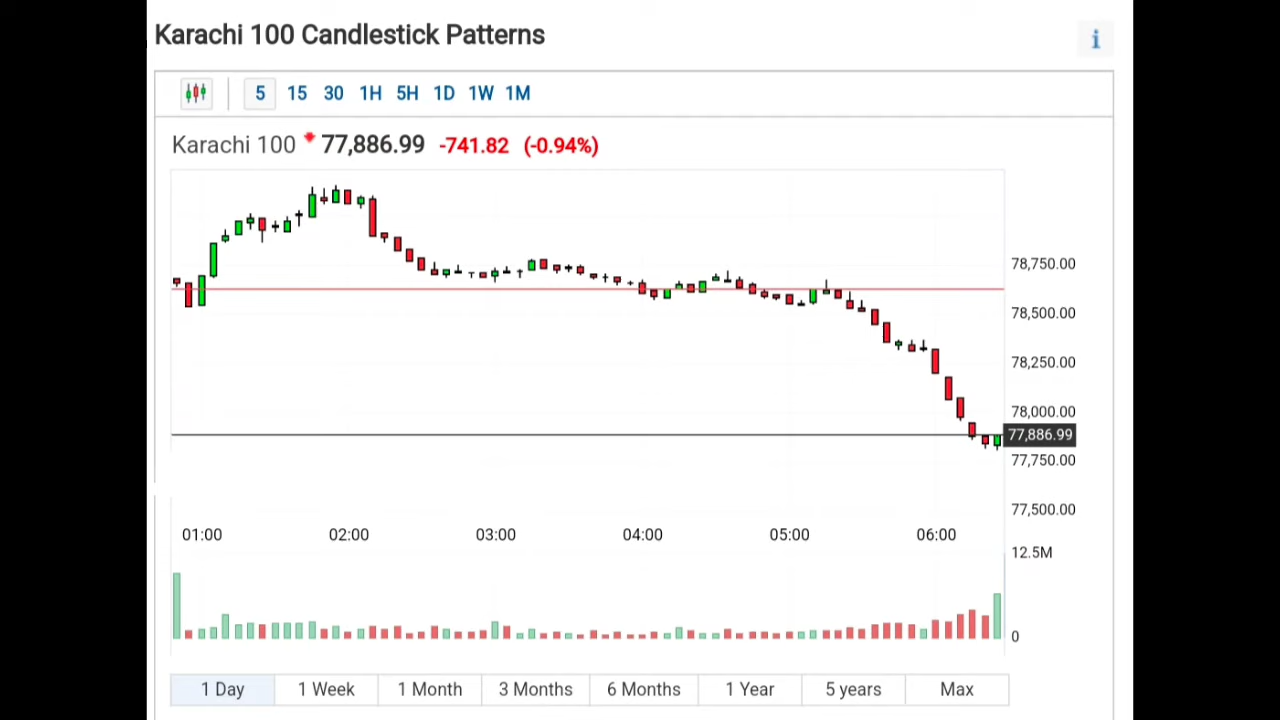 Karachi 100 Candlestick Patterns
i
5 15 30 1H 5H 1D 1W 1M
Karachi 100 77,886.99 -741.82 (-0.94%)
78,750.00
78,500.00
78,250.00
78,000.00
77,886.99
77,750.00
77,500.00
01:00 02:00 03:00 04:00 05:00 06:00
12.5M
0
1 Day 1 Week 1 Month 3 Months 6 Months 1 Year 5 years Max